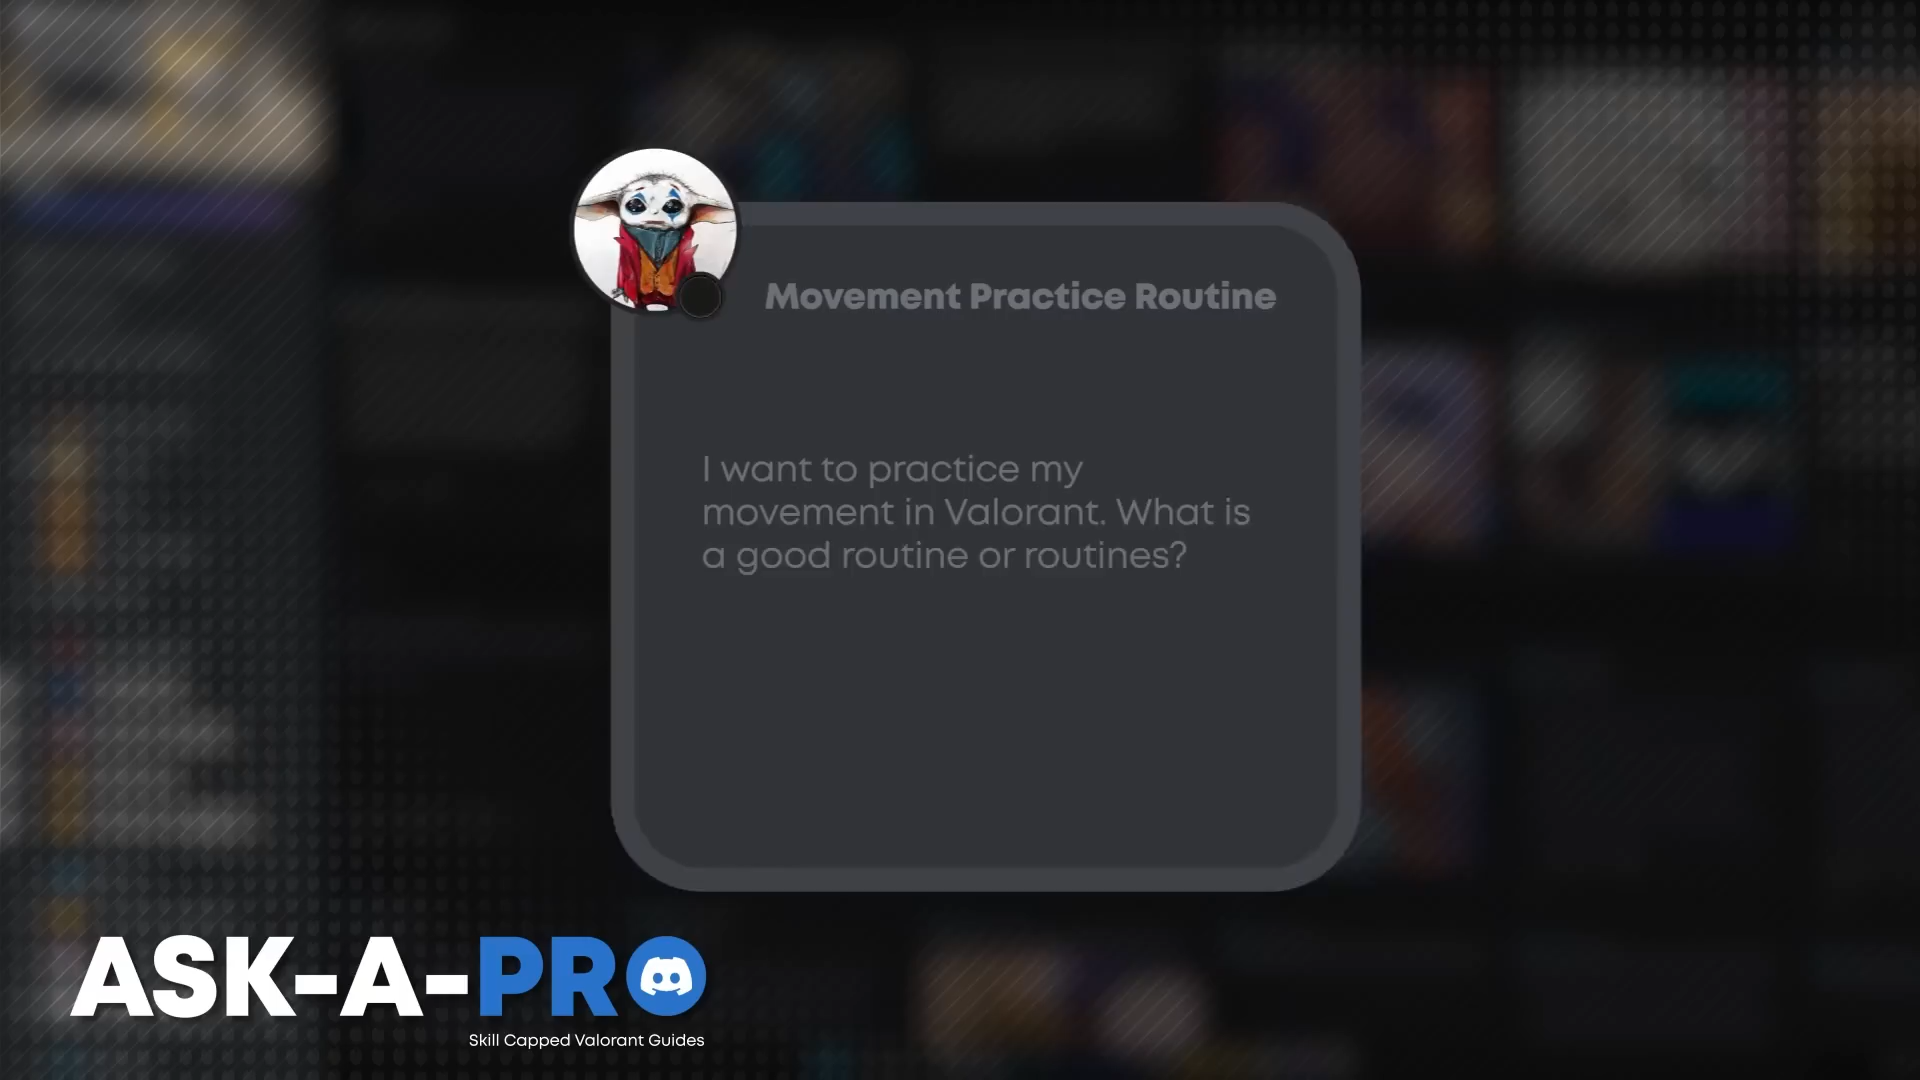 Movement Practice Routine
I want to practice my
movement in Valorant. What is
a good routine or routines?
ASK-A-PRO
Skill Capped Valorant Guides